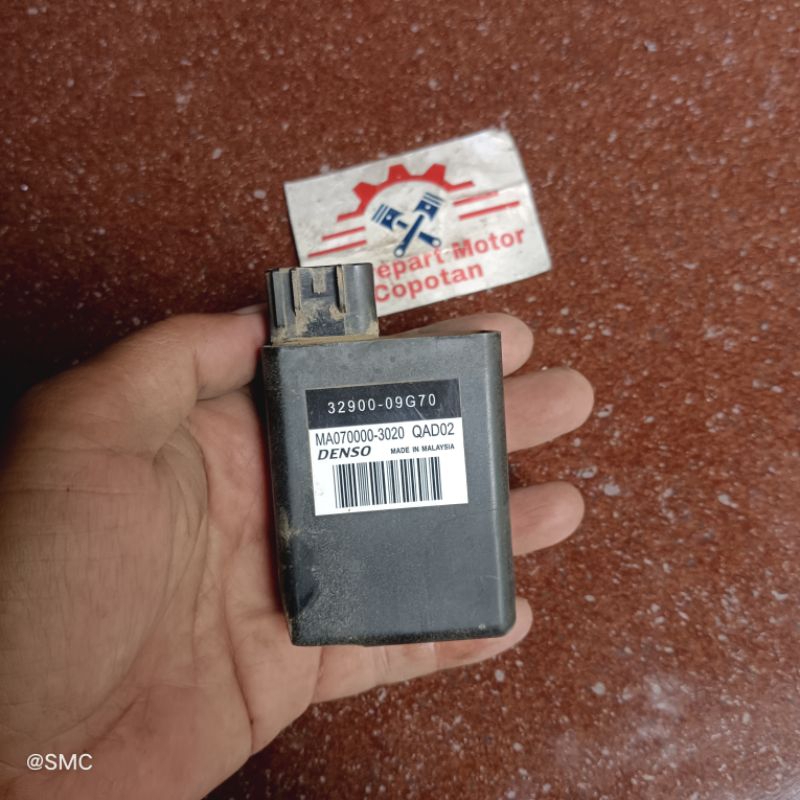 epart Motor
Copotan
32900-09G70
MA070000-3020 QAD02
DENSO MADE IN MALAYSIA
@SMC